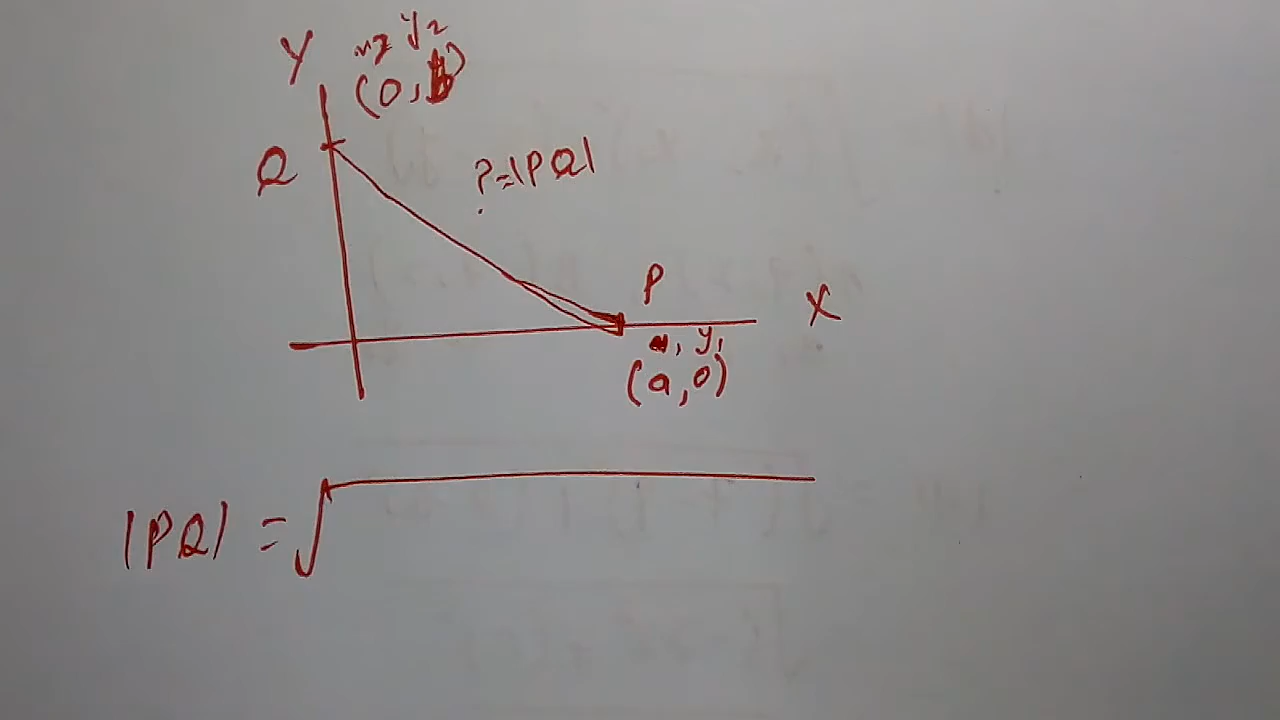 Y
x₂ y₂
(0, b)
Q
? = |PQ|
P
X
x₁, y₁
(a, 0)
|PQ| = √